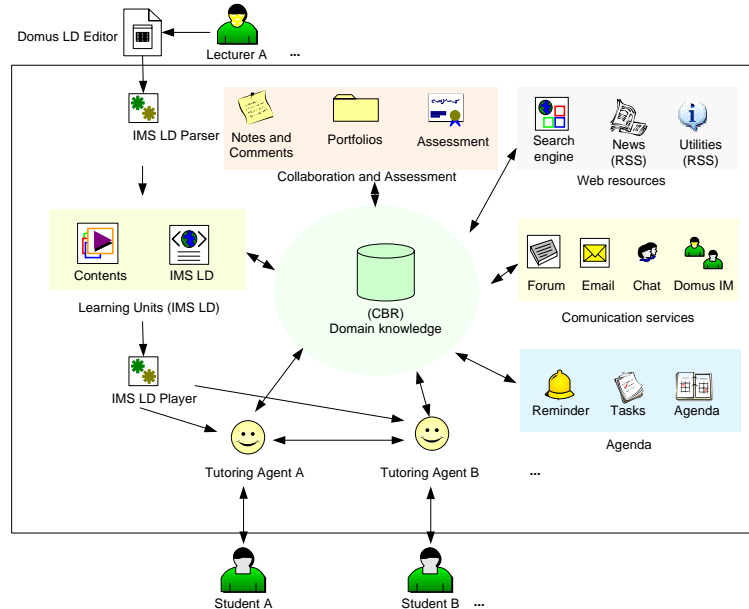 Domus LD Editor
Lecturer A ...
IMS LD Parser
Notes and
Comments
Portfolios
Assessment
Collaboration and Assessment
Search
engine
News
(RSS)
Utilities
(RSS)
Web resources
Contents
IMS LD
Learning Units (IMS LD)
(CBR)
Domain knowledge
Forum
Email
Chat
Domus IM
Comunication services
IMS LD Player
Reminder
Tasks
Agenda
Agenda
Tutoring Agent A
Tutoring Agent B
...
Student A
Student B ...